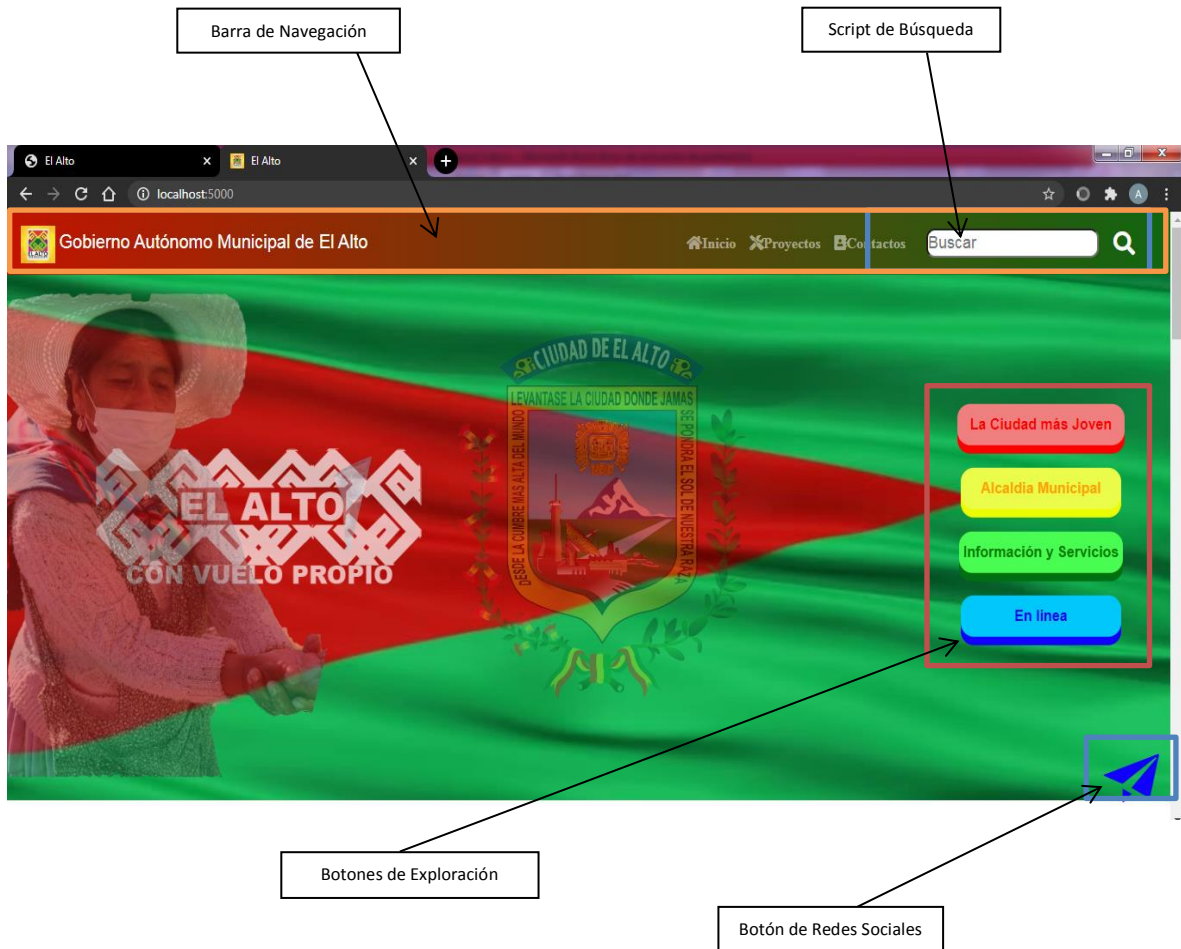 Barra de Navegación
Script de Búsqueda
El Alto
El Alto
localhost:5000
A
EL ALTO
Gobierno Autónomo Municipal de El Alto
Inicio
Proyectos
Contactos
Buscar
CIUDAD DE EL ALTO
LEVANTASE LA CIUDAD DONDE JAMAS
SE PONDRA EL SOL DE NUESTRA RAZA
DESDE LA CUMBRE MAS ALTA DEL MUNDO
EL ALTO
CON VUELO PROPIO
La Ciudad más Joven
Alcaldia Municipal
Información y Servicios
En linea
Botones de Exploración
Botón de Redes Sociales